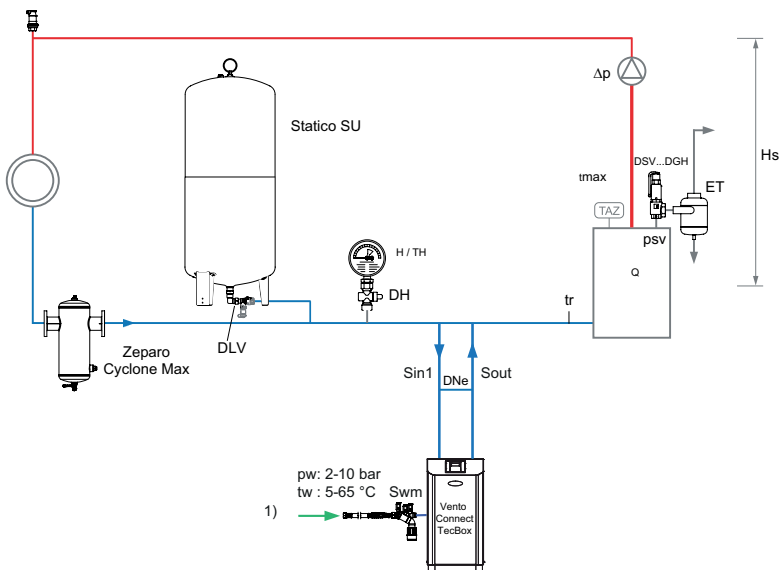 Δp
Statico SU
Hs
DSV...DGH
tmax
ET
TAZ
psv
H / TH
Q
DH
tr
DLV
Zeparo
Cyclone Max
Sin1
Sout
DNe
pw: 2-10 bar
tw : 5-65 °C
Swm
1)
Vento
Connect
TecBox